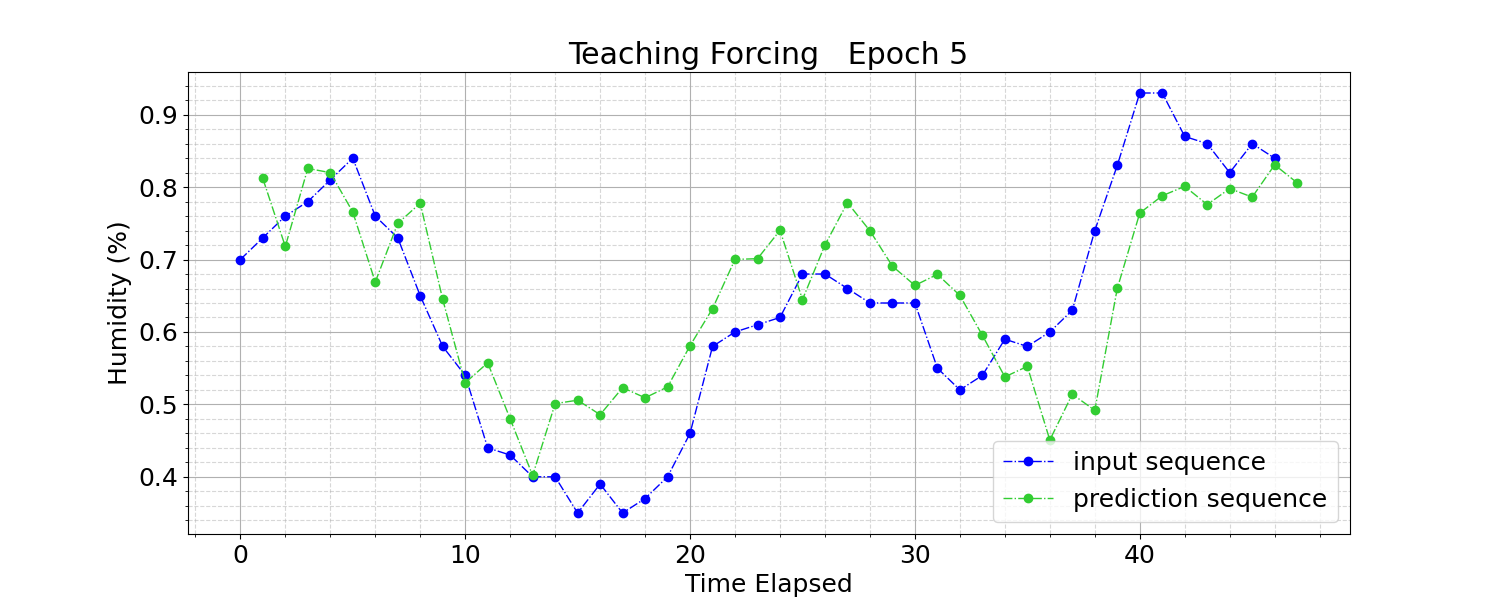 Teaching Forcing   Epoch 5
Humidity (%)
0.9
0.8
0.7
0.6
0.5
0.4
0 10 20 30 40
Time Elapsed
input sequence
prediction sequence